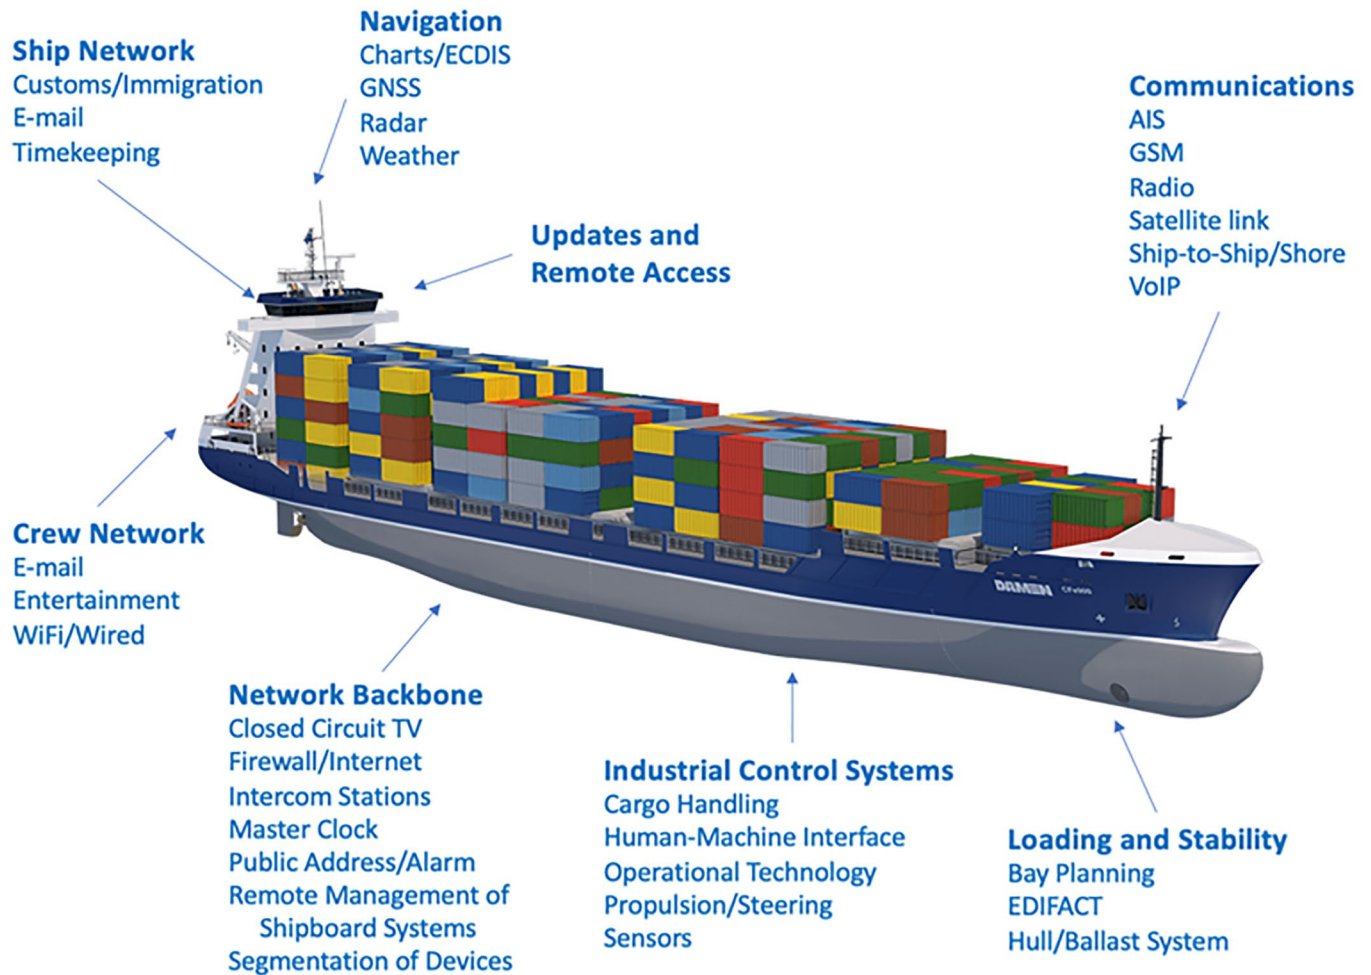 Ship Network
Customs/Immigration
E-mail
Timekeeping
Navigation
Charts/ECDIS
GNSS
Radar
Weather
Updates and
Remote Access
Communications
AIS
GSM
Radio
Satellite link
Ship-to-Ship/Shore
VoIP
Crew Network
E-mail
Entertainment
WiFi/Wired
DAMEN
Network Backbone
Closed Circuit TV
Firewall/Internet
Intercom Stations
Master Clock
Public Address/Alarm
Remote Management of
Shipboard Systems
Segmentation of Devices
Industrial Control Systems
Cargo Handling
Human-Machine Interface
Operational Technology
Propulsion/Steering
Sensors
Loading and Stability
Bay Planning
EDIFACT
Hull/Ballast System